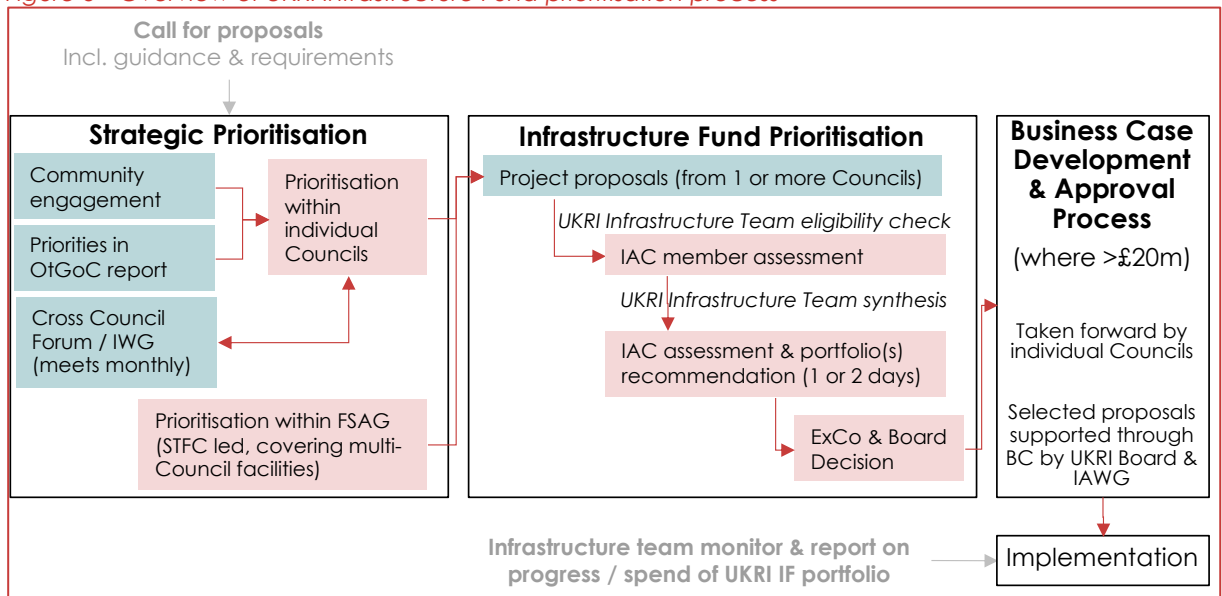 Call for proposals
Incl. guidance & requirements
Strategic Prioritisation
Community
engagement
Priorities in
OtGoC report
Cross Council
Forum / IWG
(meets monthly)
Prioritisation
within
individual
Councils
Prioritisation within FSAG
(STFC led, covering multi-
Council facilities)
Infrastructure Fund Prioritisation
Project proposals (from 1 or more Councils)
UKRI Infrastructure Team eligibility check
IAC member assessment
UKRI Infrastructure Team synthesis
IAC assessment & portfolio(s)
recommendation (1 or 2 days)
ExCo & Board
Decision
Business Case
Development
& Approval
Process
(where >£20m)
Taken forward by
individual Councils
Selected proposals
supported through
BC by UKRI Board &
IAWG
Infrastructure team monitor & report on
progress / spend of UKRI IF portfolio
Implementation